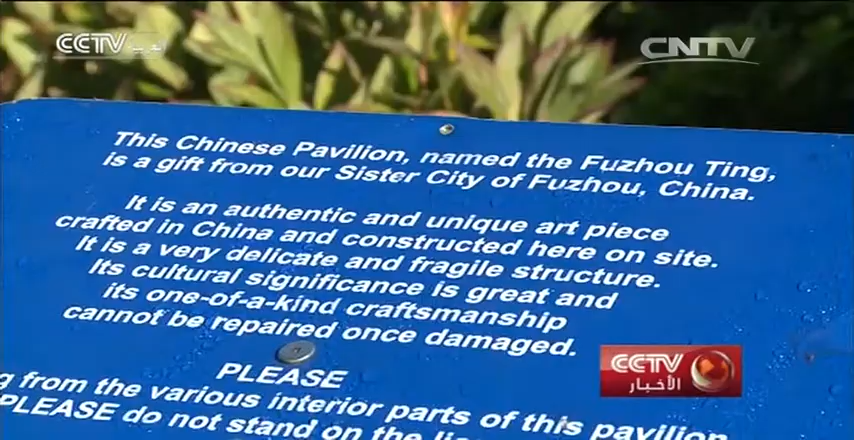 CCTV العربية
CNTV
This Chinese Pavilion, named the Fuzhou Ting,
is a gift from our Sister City of Fuzhou, China.
It is an authentic and unique art piece
crafted in China and constructed here on site.
It is a very delicate and fragile structure.
Its cultural significance is great and
its one-of-a-kind craftsmanship
cannot be repaired once damaged.
PLEASE
from the various interior parts of this pavilion
PLEASE do not stand on the
CCTV
الأخبار